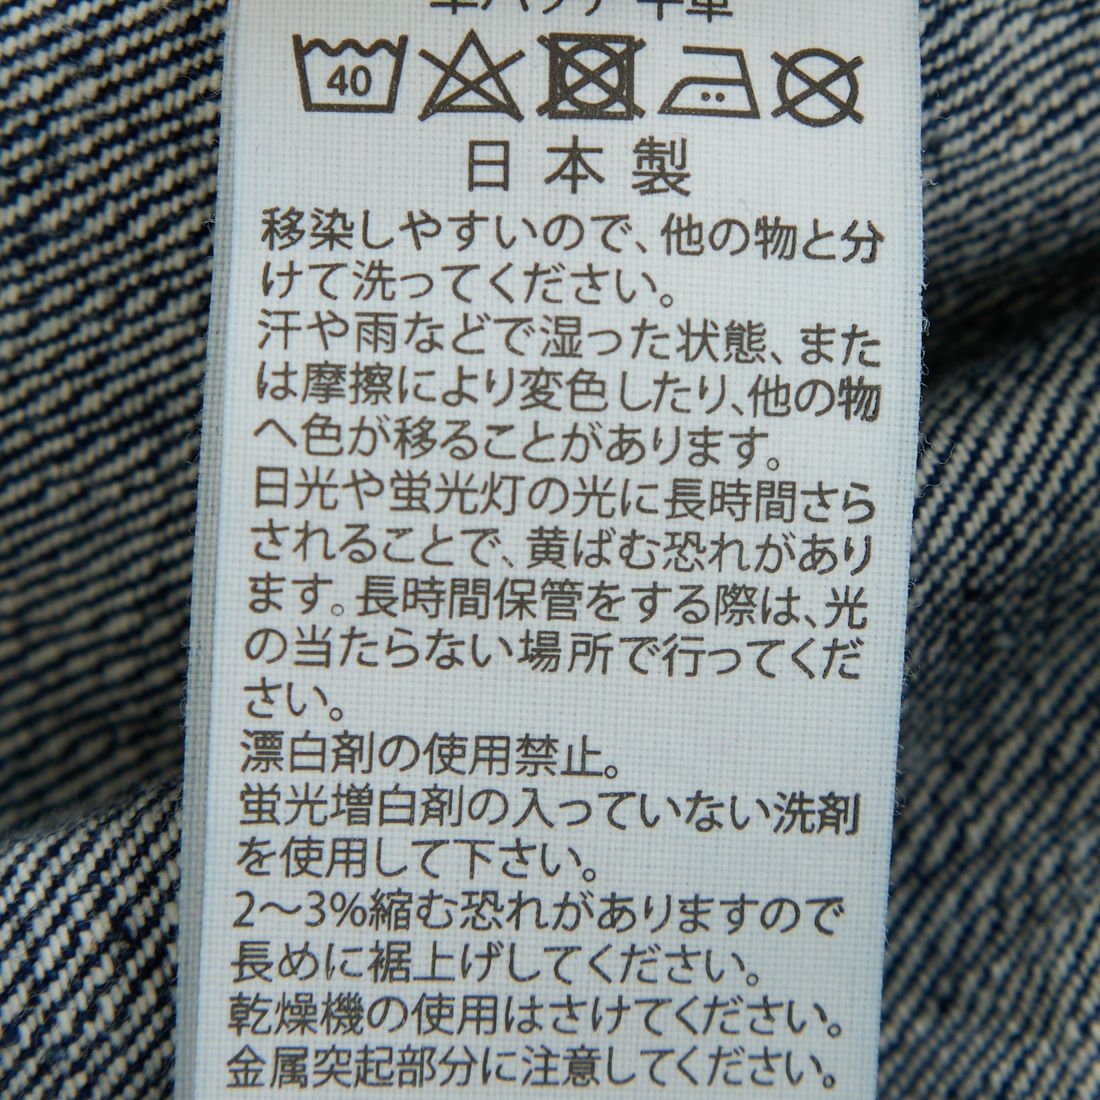 革パッチ 牛革
40
日本製
移染しやすいので、他の物と分
けて洗ってください。
汗や雨などで湿った状態、また
は摩擦により変色したり、他の物
へ色が移ることがあります。
日光や蛍光灯の光に長時間さら
されることで、黄ばむ恐れがあり
ます。長時間保管をする際は、光
の当たらない場所で行ってくだ
さい。
漂白剤の使用禁止。
蛍光増白剤の入っていない洗剤
を使用して下さい。
2〜3%縮む恐れがありますので
長めに裾上げしてください。
乾燥機の使用はさけてください。
金属突起部分に注意してください。